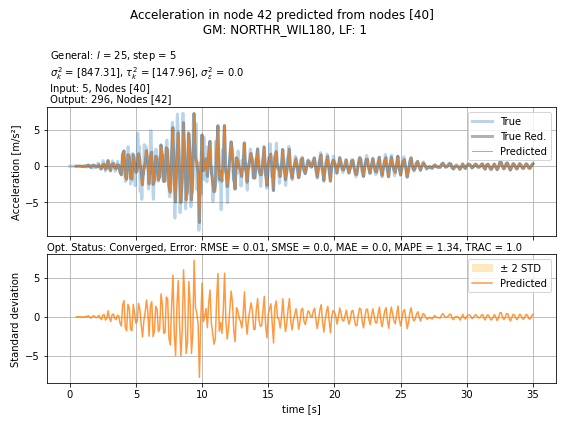 Acceleration in node 42 predicted from nodes [40]
GM: NORTHR_WIL180, LF: 1
General: l = 25, step = 5
σ²ₖ = [847.31], τ²ₖ = [147.96], σ²ε = 0.0
Input: 5, Nodes [40]
Output: 296, Nodes [42]
Acceleration [m/s²]
5
0
−5
True
True Red.
Predicted
Opt. Status: Converged, Error: RMSE = 0.01, SMSE = 0.0, MAE = 0.0, MAPE = 1.34, TRAC = 1.0
Standard deviation
5
0
−5
± 2 STD
Predicted
0 5 10 15 20 25 30 35
time [s]